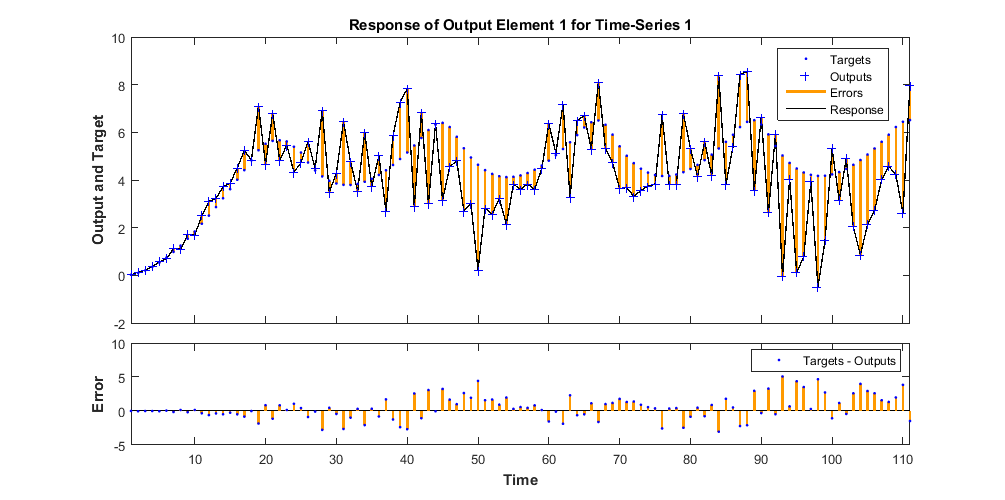 Response of Output Element 1 for Time-Series 1
10
8
6
4
2
0
-2
Output and Target
Targets
Outputs
Errors
Response
10
5
0
-5
Error
Targets - Outputs
10
20
30
40
50
60
70
80
90
100
110
Time